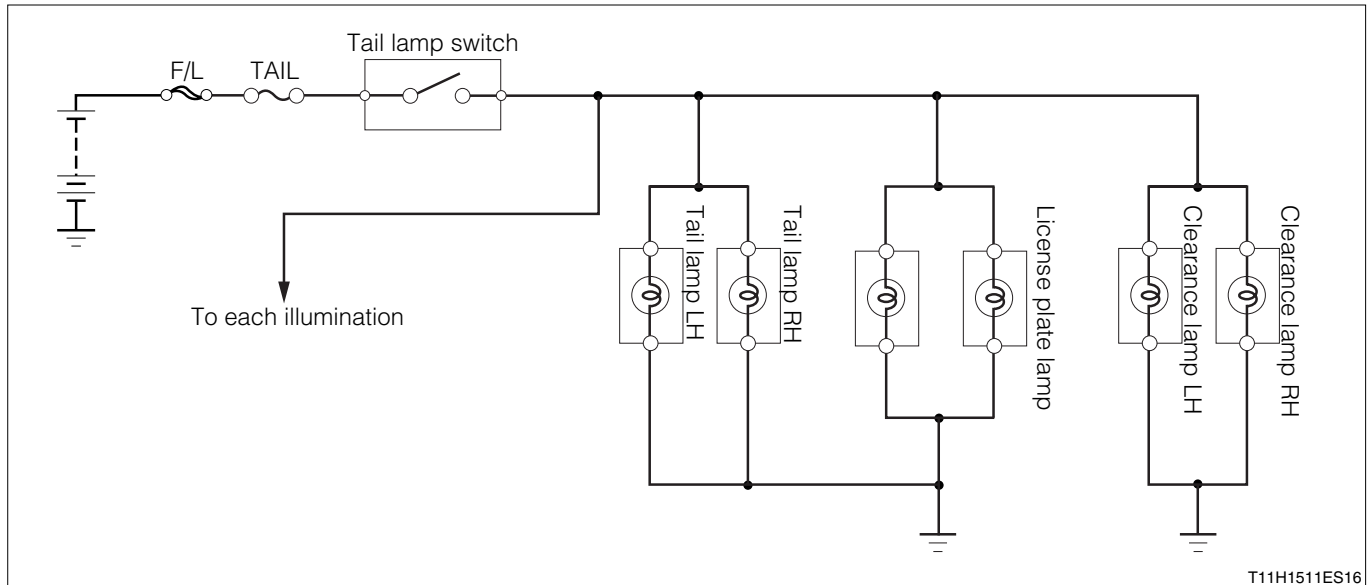 Tail lamp switch
F/L
TAIL
To each illumination
Tail lamp LH
Tail lamp RH
License plate lamp
Clearance lamp LH
Clearance lamp RH
T11H1511ES16